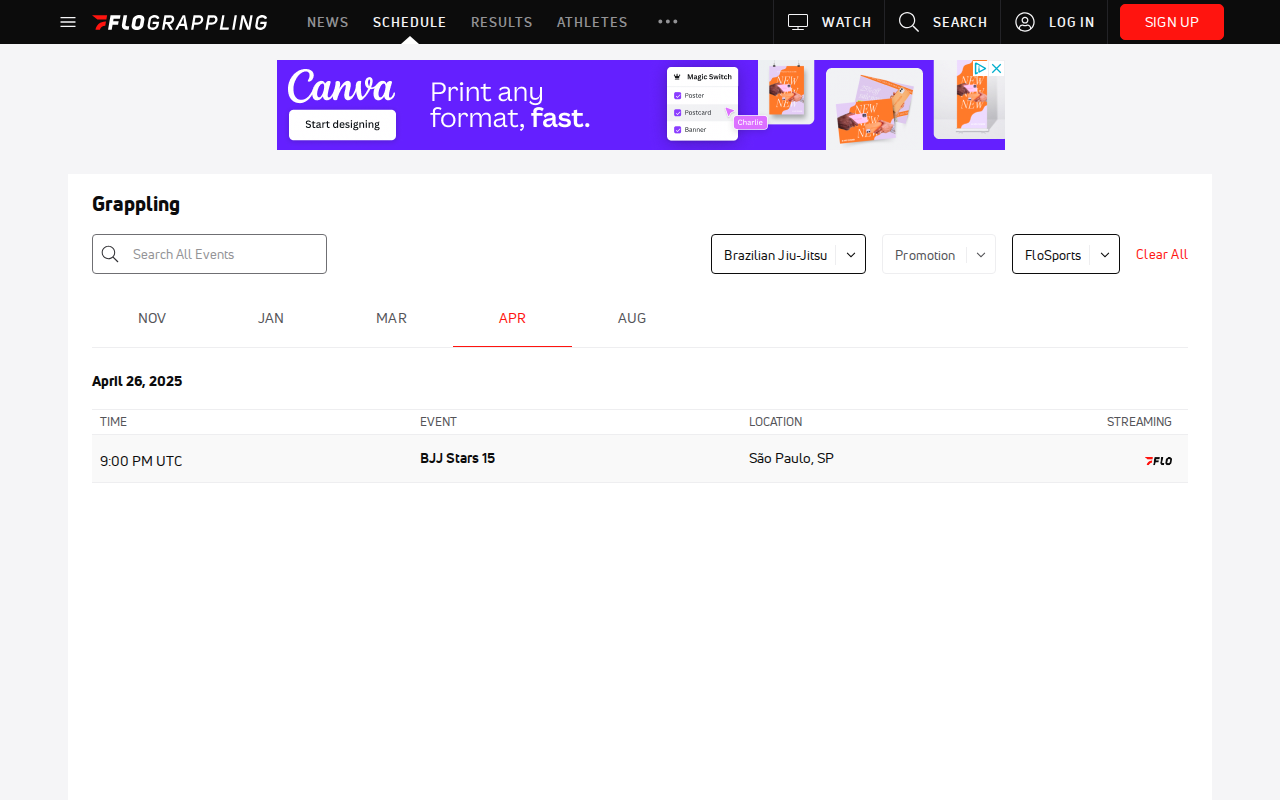 FLOGRAPPLING NEWS SCHEDULE RESULTS ATHLETES WATCH SEARCH LOG IN SIGN UP
Canva
Start designing
Print any
format, fast.
Magic Switch
Poster
Postcard
Banner
Charlie
Grappling
Search All Events
Brazilian Jiu-Jitsu
Promotion
FloSports
Clear All
NOV JAN MAR APR AUG
April 26, 2025
TIME EVENT LOCATION STREAMING
9:00 PM UTC BJJ Stars 15 São Paulo, SP FLO